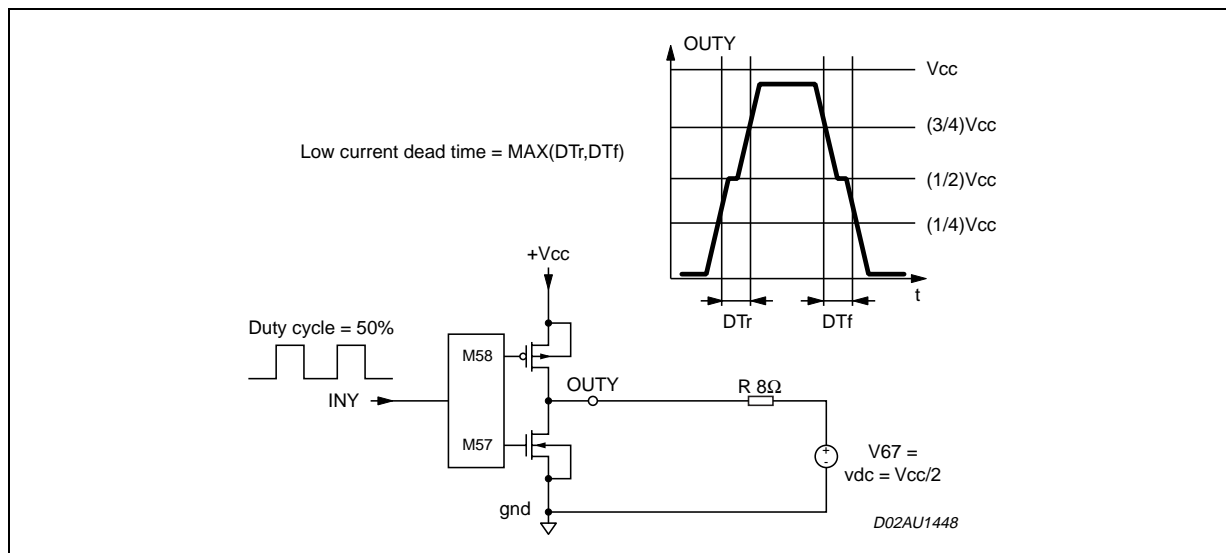 OUTY
Vcc
(3/4)Vcc
Low current dead time = MAX(DTr,DTf)
(1/2)Vcc
(1/4)Vcc
+Vcc
t
DTr
DTf
Duty cycle = 50%
M58
OUTY
R 8Ω
INY
M57
+
-
V67 =
vdc = Vcc/2
gnd
D02AU1448